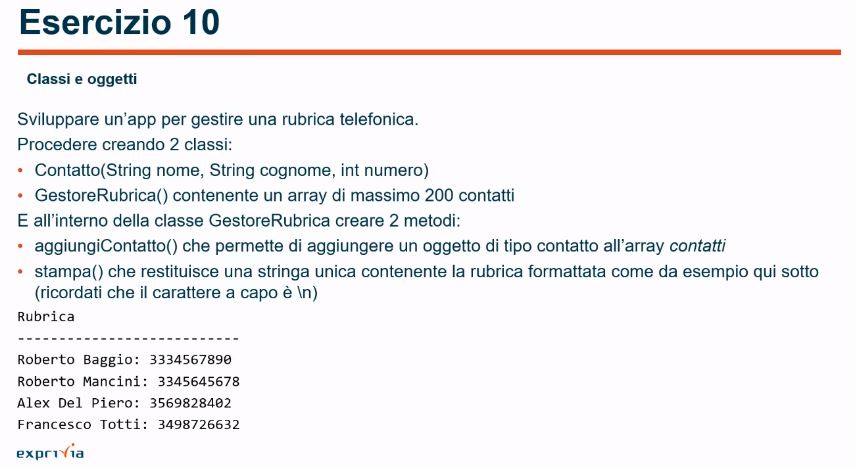 Esercizio 10
Classi e oggetti
Sviluppare un'app per gestire una rubrica telefonica.
Procedere creando 2 classi:
• Contatto(String nome, String cognome, int numero)
• GestoreRubrica() contenente un array di massimo 200 contatti
E all'interno della classe GestoreRubrica creare 2 metodi:
• aggiungiContatto() che permette di aggiungere un oggetto di tipo contatto all'array contatti
• stampa() che restituisce una stringa unica contenente la rubrica formattata come da esempio qui sotto
(ricordati che il carattere a capo è \n)
Rubrica
---------------------------
Roberto Baggio: 3334567890
Roberto Mancini: 3345645678
Alex Del Piero: 3569828402
Francesco Totti: 3498726632
exprivia